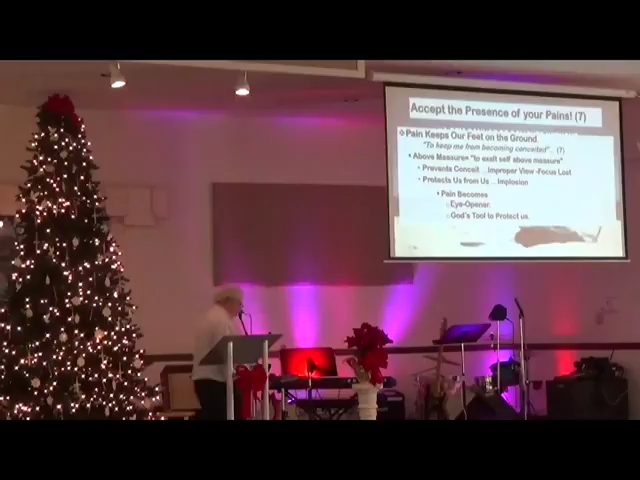 Accept the Presence of your Pains! (7)
❖Pain Keeps Our Feet on the Ground.
"To keep me from becoming conceited"... (7)
• Above Measure= "to exalt self above measure"
• Prevents Conceit ...Improper View -Focus Lost
• Protects Us from Us ... Implosion
• Pain Becomes
○Eye-Opener.
○God's Tool to Protect us.